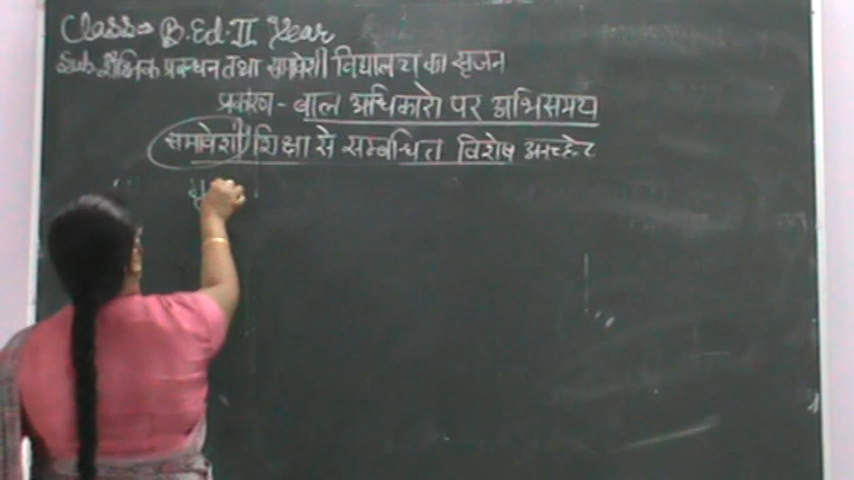 Class→ B.Ed. II Year
Sub. शैक्षिक प्रबन्धन तथा समावेशी विद्यालय का सृजन
प्रकरण - बाल अधिकारो पर अभिसमय
समावेशी शिक्षा से सम्बन्धित विशेष अनुच्छेद